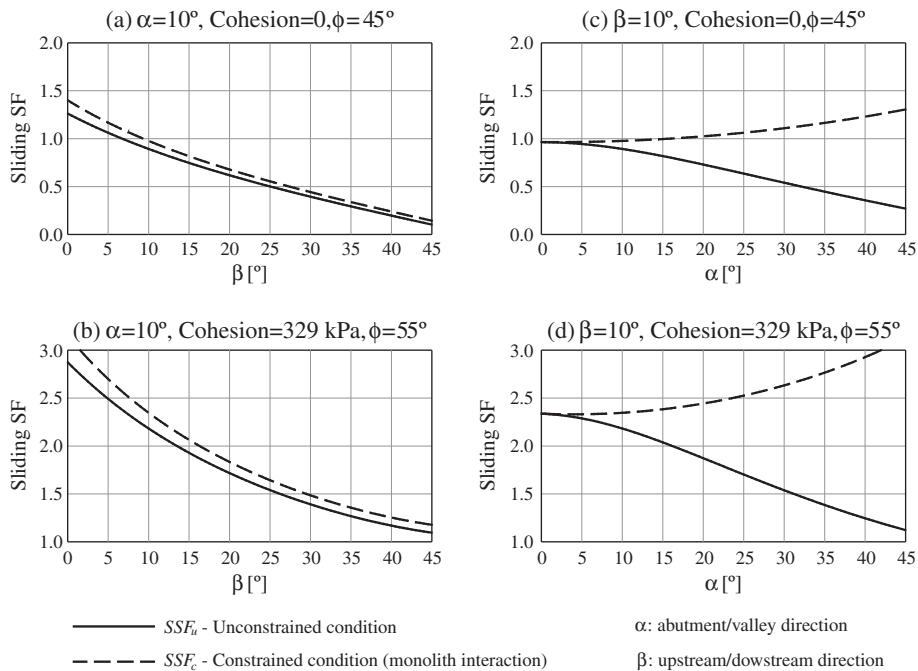 (a) α=10º, Cohesion=0,ϕ=45º
Sliding SF
2.0
1.5
1.0
0.5
0.0
0 5 10 15 20 25 30 35 40 45
β [º]
(c) β=10º, Cohesion=0,ϕ=45º
Sliding SF
2.0
1.5
1.0
0.5
0.0
0 5 10 15 20 25 30 35 40 45
α [º]
(b) α=10º, Cohesion=329 kPa,ϕ=55º
Sliding SF
3.0
2.5
2.0
1.5
1.0
0 5 10 15 20 25 30 35 40 45
β [º]
(d) β=10º, Cohesion=329 kPa,ϕ=55º
Sliding SF
3.0
2.5
2.0
1.5
1.0
0 5 10 15 20 25 30 35 40 45
α [º]
SSFu - Unconstrained condition
SSFc - Constrained condition (monolith interaction)
α: abutment/valley direction
β: upstream/dowstream direction